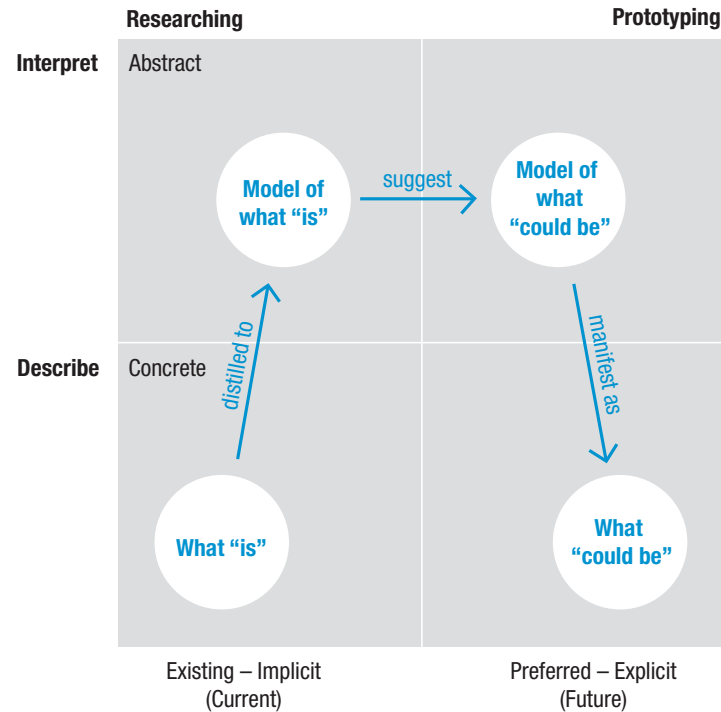 Researching
Prototyping
Interpret
Abstract
Model of
what “is”
suggest
Model of
what
“could be”
distilled to
manifest as
Describe
Concrete
What “is”
What
“could be”
Existing – Implicit
(Current)
Preferred – Explicit
(Future)